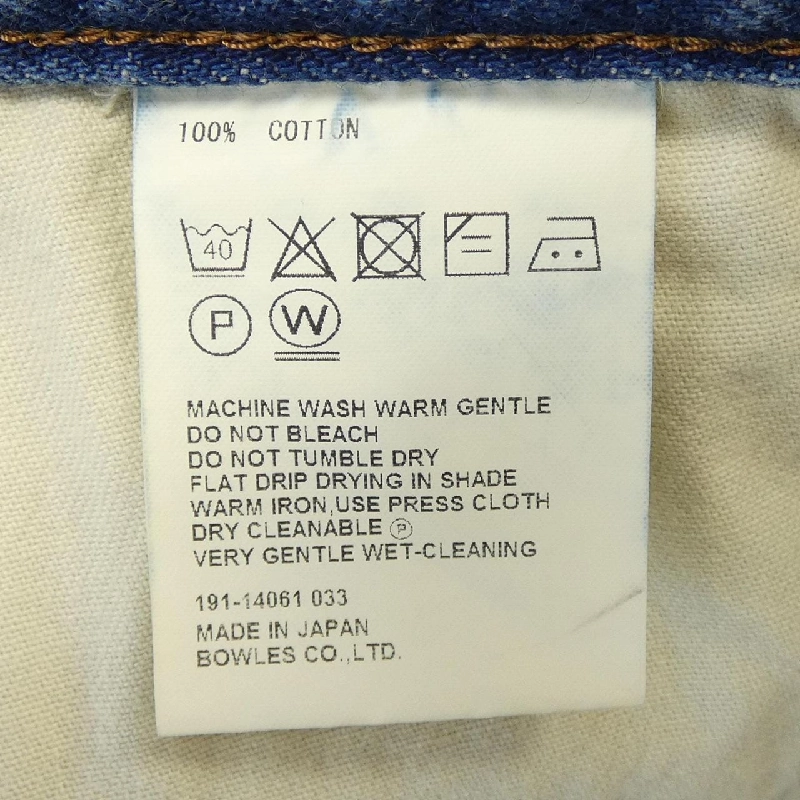 100% COTTON
40
P W
MACHINE WASH WARM GENTLE
DO NOT BLEACH
DO NOT TUMBLE DRY
FLAT DRIP DRYING IN SHADE
WARM IRON,USE PRESS CLOTH
DRY CLEANABLE Ⓟ
VERY GENTLE WET-CLEANING
191-14061 033
MADE IN JAPAN
BOWLES CO.,LTD.